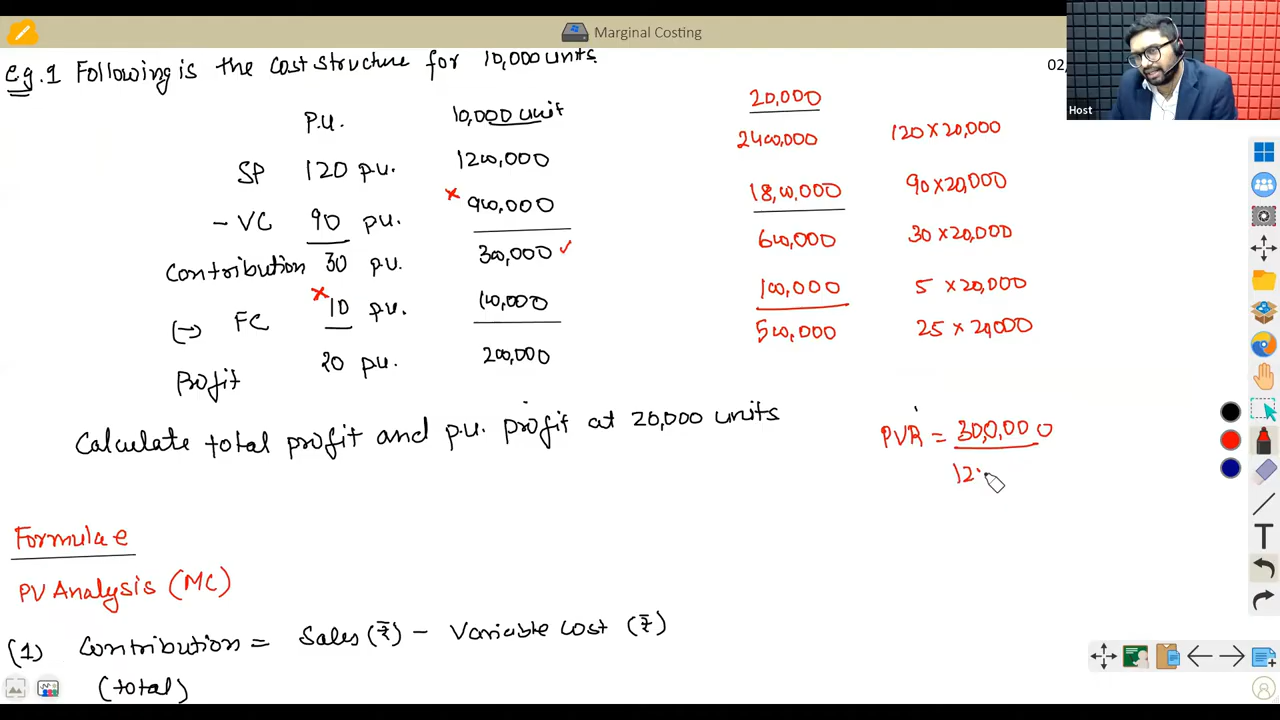 Marginal Costing
e.g.1 Following is the cost structure for 10,000 units.
02/
Host
P.U. 10,000 unit 20,000
SP 120 p.u. 1200,000 2400,000 120 x 20,000
- VC 90 p.u. x 900,000 18,00,000 90 x 20,000
Contribution 30 p.u. 300,000 ✓ 600,000 30 x 20,000
(-) FC x 10 p.u. 100,000 100,000 5 x 20,000
Profit 20 p.u. 200,000 500,000 25 x 20,000
Calculate total profit and p.u. profit at 20,000 units
PVR = 300,000
12
Formulae
PV Analysis (MC)
(1) Contribution = Sales (₹) - Variable Cost (₹)
(total)